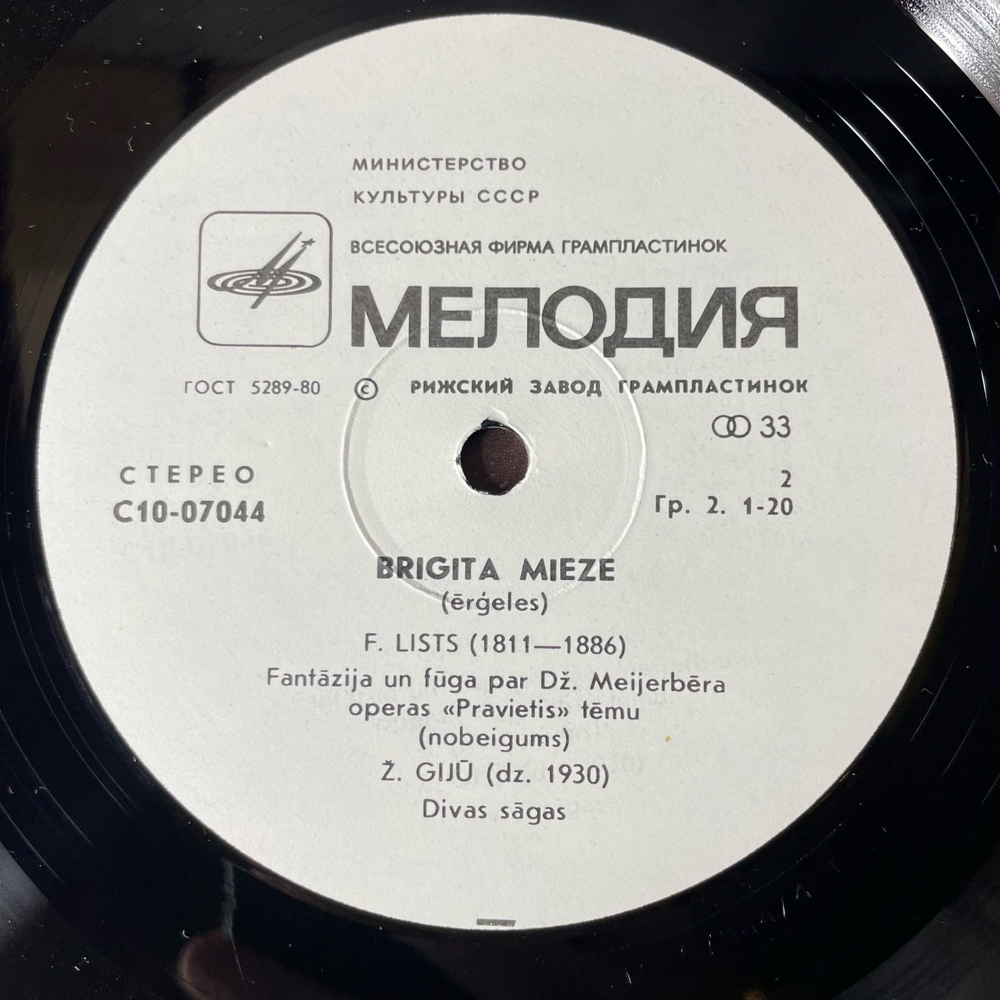 МИНИСТЕРСТВО
КУЛЬТУРЫ СССР
ВСЕСОЮЗНАЯ ФИРМА ГРАМПЛАСТИНОК
МЕЛОДИЯ
ГОСТ 5289-80 © РИЖСКИЙ ЗАВОД ГРАМПЛАСТИНОК
33
СТЕРЕО
2
С10-07044
Гр. 2. 1-20
BRIGITA MIEZE
(ērģeles)
F. LISTS (1811—1886)
Fantāzija un fūga par Dž. Meijerbēra
operas «Pravietis» tēmu
(nobeigums)
Ž. GIJŪ (dz. 1930)
Divas sāgas